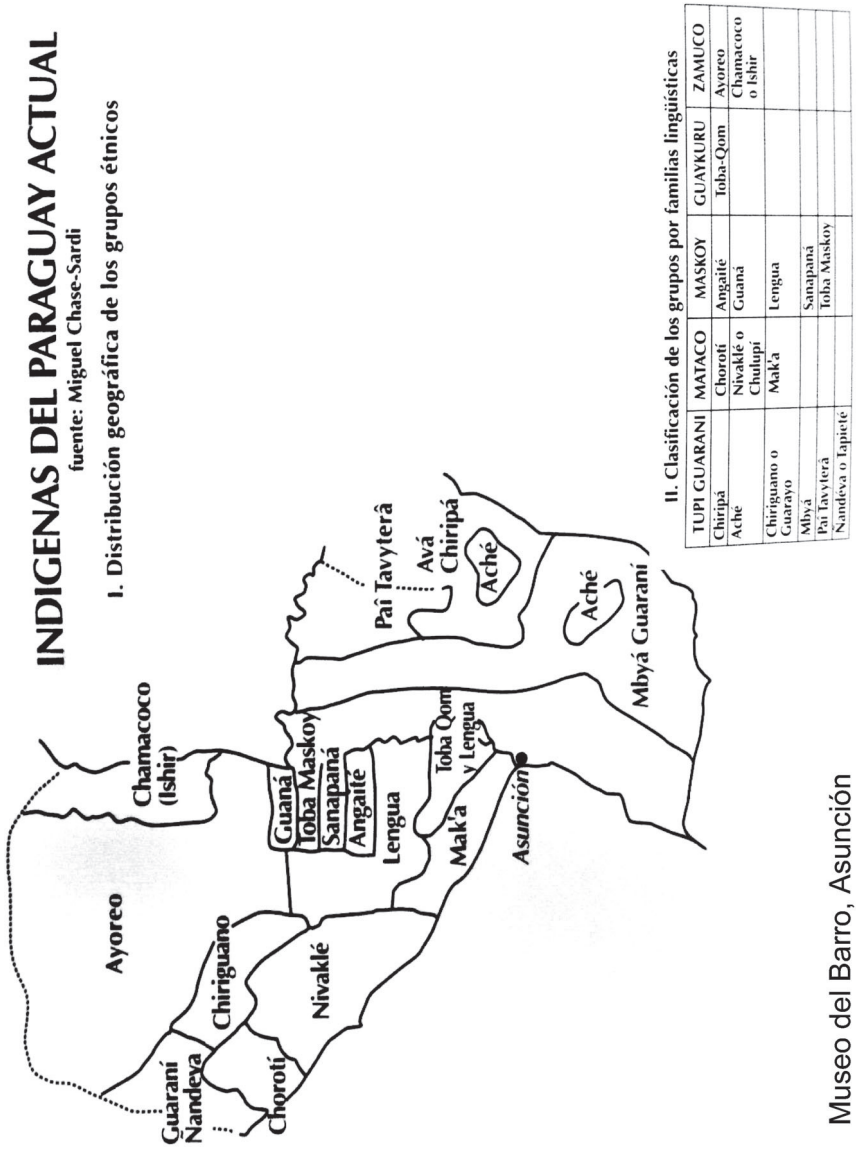 INDIGENAS DEL PARAGUAY ACTUAL
fuente: Miguel Chase-Sardi
I. Distribución geográfica de los grupos étnicos
Ayoreo
Chamacoco
(Ishir)
Guaraní
Ñandeva
Chiriguano
Chorotí
Nivaklé
Guaná
Toba Maskoy
Sanapaná
Angaité
Lengua
Toba Qom
y Lengua
Mak'a
Asunción
Paî Tavyterâ
Avá
Chiripá
Aché
Aché
Mbyá Guaraní
II. Clasificación de los grupos por familias lingüísticas
TUPI GUARANI MATACO MASKOY GUAYKURU ZAMUCO
Chiripá Chorotí Angaité Toba-Qom Ayoreo
Aché Nivaklé o Guaná Chamacoco
Chulupí o Ishir
Chiriguano o Mak'a Lengua
Guarayo
Mbyá Sanapaná
Paî Tavyterâ Toba Maskoy
Ñandéva o Tapieté
Museo del Barro, Asunción